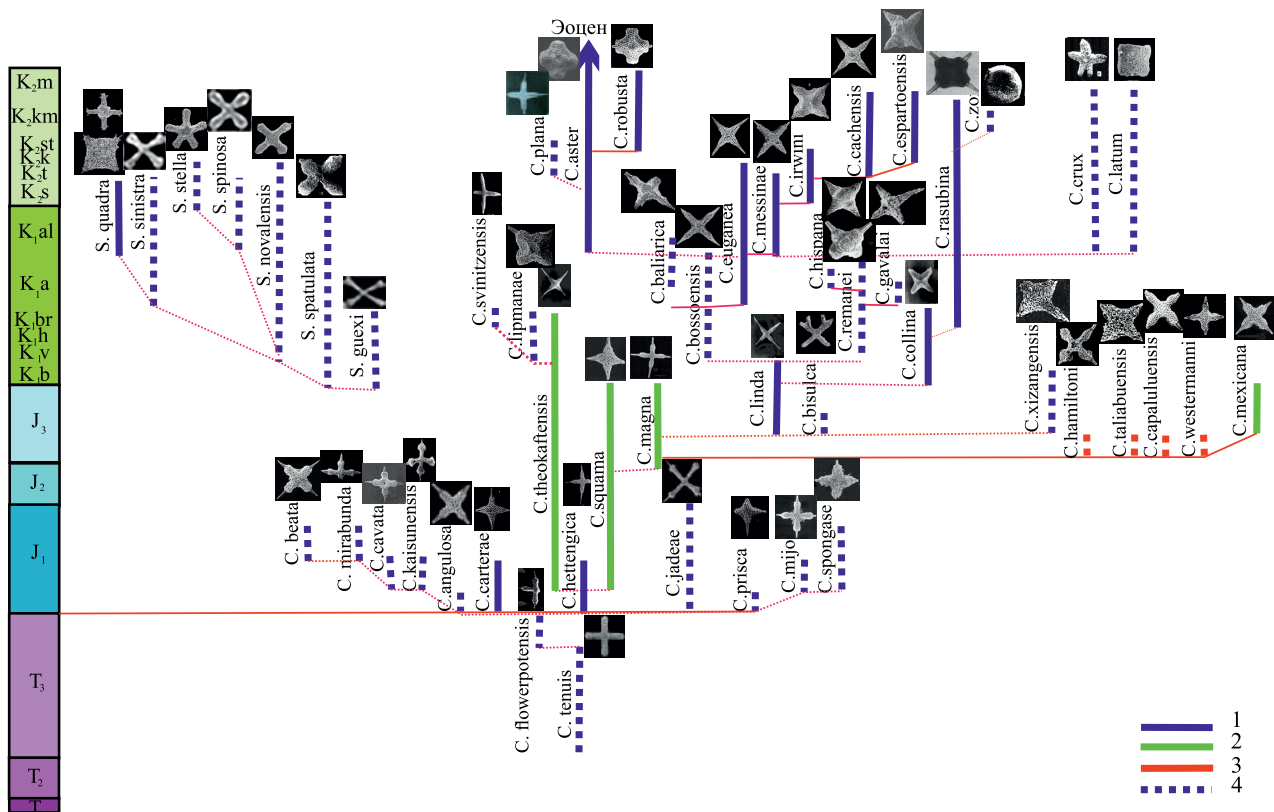 Эоцен
K₂m
K₂km
K₂st
K₂k
K₂t
K₂s
K₁al
K₁a
K₁br
K₁h
K₁v
K₁b
J₃
J₂
J₁
T₃
T₂
T
S. quadra
S. sinistra
S. stella
S. spinosa
S. novalensis
S. spatulata
S. guexi
C.svinitzensis
C.lipmanae
C.plana
C.aster
C.robusta
C.baliarica
C.bossoensis
C.euganea
C.messinae
C.irwini
C.cachensis
C.espartoensis
C.hispana
C.remanei
C.gavalai
C.collina
C.rasubina
C.zo
C.crux
C.latum
C.linda
C.bisulca
C.xizangensis
C.hamiltoni
C.taliabuensis
C.capaluluensis
C.westermanni
C.mexicana
C.theokaftensis
C.squama
C.magna
C. beata
C. mirabunda
C.cavata
C.kaisunensis
C.angulosa
C.carterae
C.hettengica
C.jadeae
C.prisca
C.mijo
C.spongase
C. flowerpotensis
C. tenuis
1
2
3
4